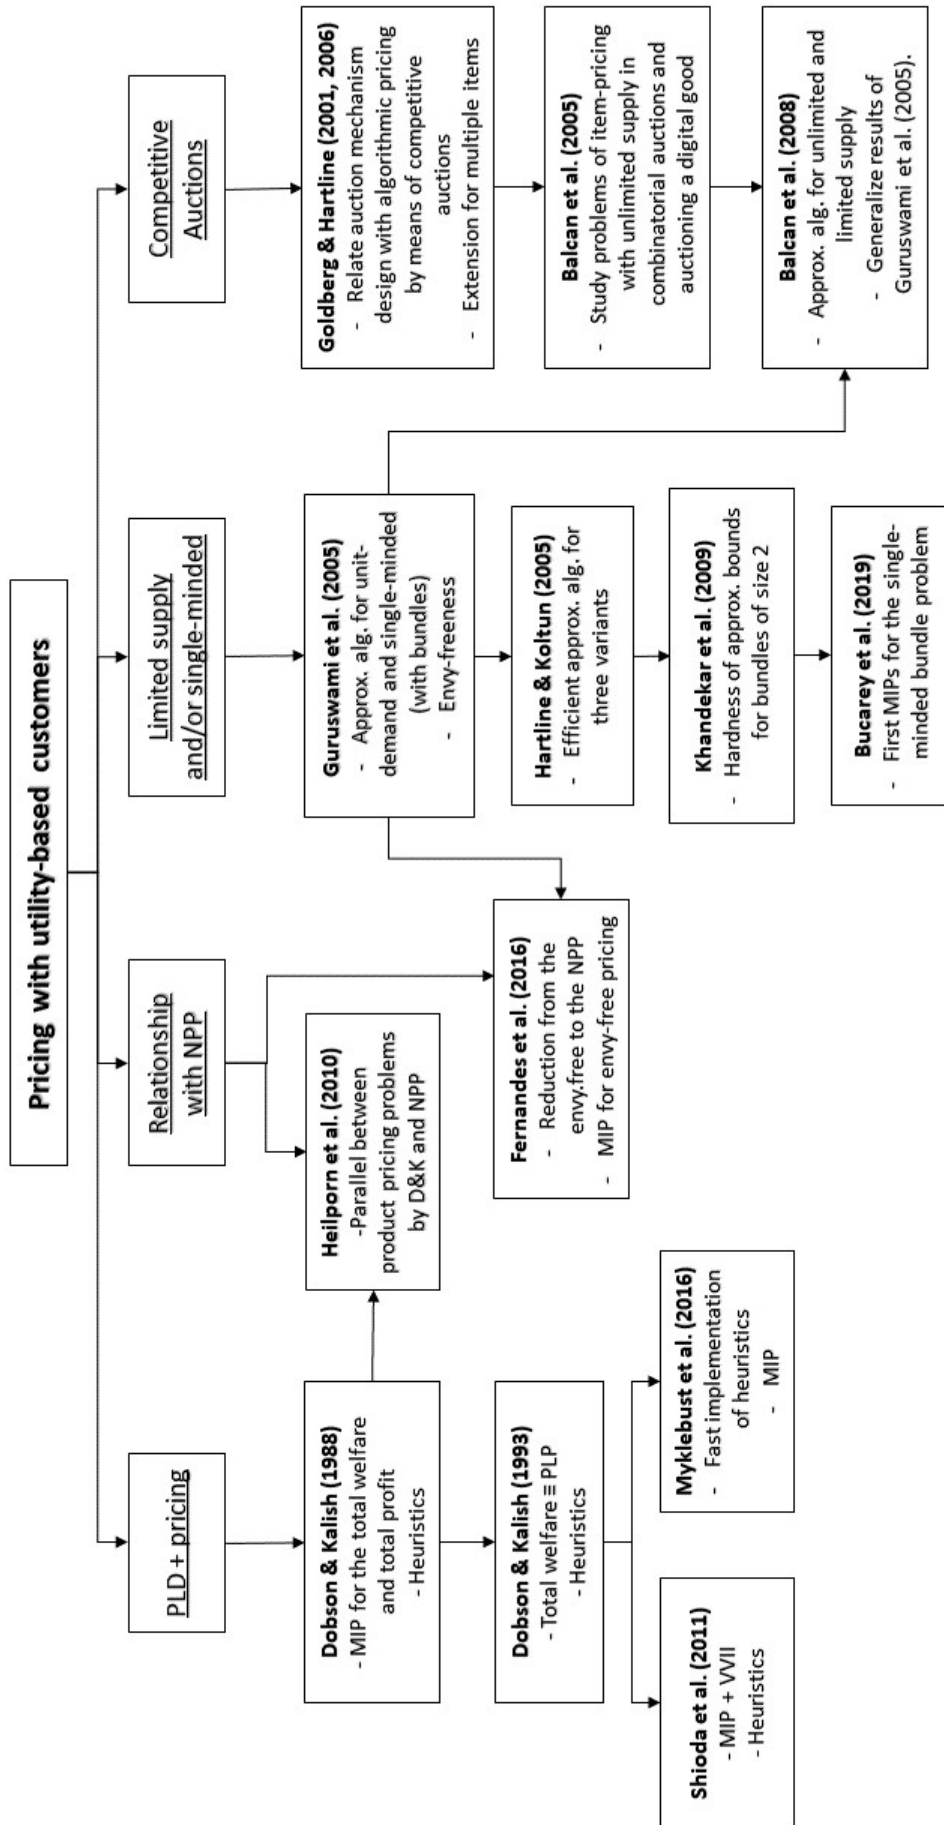 Pricing with utility-based customers
PLD + pricing
Relationship
with NPP
Limited supply
and/or single-minded
Competitive
Auctions
Dobson & Kalish (1988)
- MIP for the total welfare
and total profit
- Heuristics
Dobson & Kalish (1993)
- Total welfare ≡ PLP
- Heuristics
Shioda et al. (2011)
- MIP + VVII
- Heuristics
Myklebust et al. (2016)
- Fast implementation
of heuristics
- MIP
Heilporn et al. (2010)
-Parallel between
product pricing problems
by D&K and NPP
Fernandes et al. (2016)
- Reduction from the
envy.free to the NPP
- MIP for envy-free pricing
Guruswami et al. (2005)
- Approx. alg. for unit-
demand and single-minded
(with bundles)
- Envy-freeness
Hartline & Koltun (2005)
- Efficient approx. alg. for
three variants
Khandekar et al. (2009)
- Hardness of approx. bounds
for bundles of size 2
Bucarey et al. (2019)
- First MIPs for the single-
minded bundle problem
Goldberg & Hartline (2001, 2006)
- Relate auction mechanism
design with algorithmic pricing
by means of competitive
auctions
- Extension for multiple items
Balcan et al. (2005)
- Study problems of item-pricing
with unlimited supply in
combinatorial auctions and
auctioning a digital good
Balcan et al. (2008)
- Approx. alg. for unlimited and
limited supply
- Generalize results of
Guruswami et al. (2005).